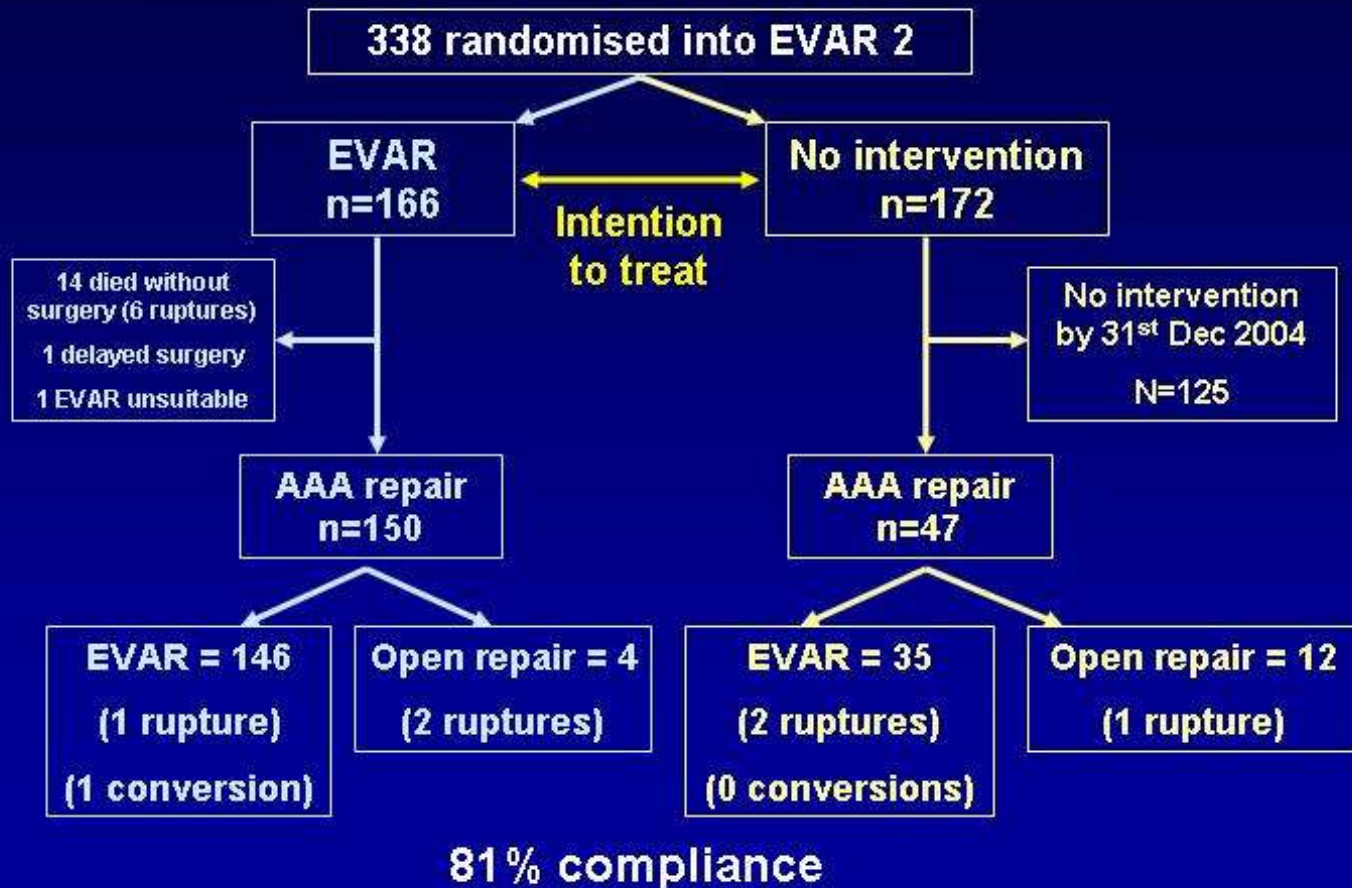 338 randomised into EVAR 2
EVAR
n=166
No intervention
n=172
Intention
to treat
14 died without
surgery (6 ruptures)
1 delayed surgery
1 EVAR unsuitable
No intervention
by 31st Dec 2004
N=125
AAA repair
n=150
AAA repair
n=47
EVAR = 146
(1 rupture)
(1 conversion)
Open repair = 4
(2 ruptures)
EVAR = 35
(2 ruptures)
(0 conversions)
Open repair = 12
(1 rupture)
81% compliance